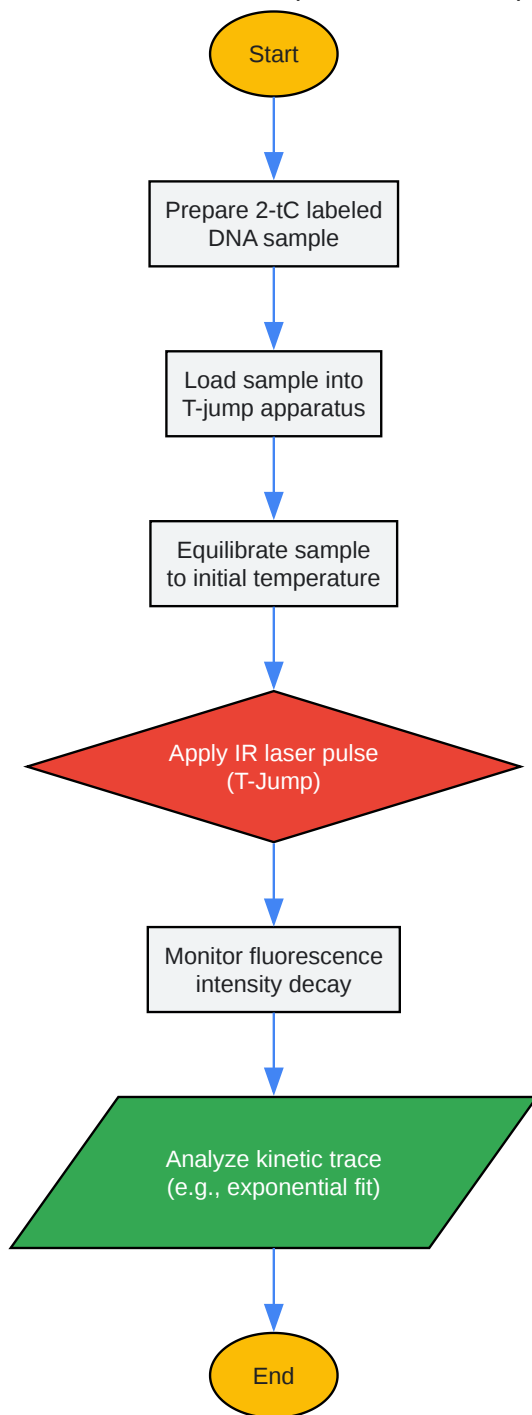 Start
Prepare 2-tC labeled
DNA sample
Load sample into
T-jump apparatus
Equilibrate sample
to initial temperature
Apply IR laser pulse
(T-Jump)
Monitor fluorescence
intensity decay
Analyze kinetic trace
(e.g., exponential fit)
End